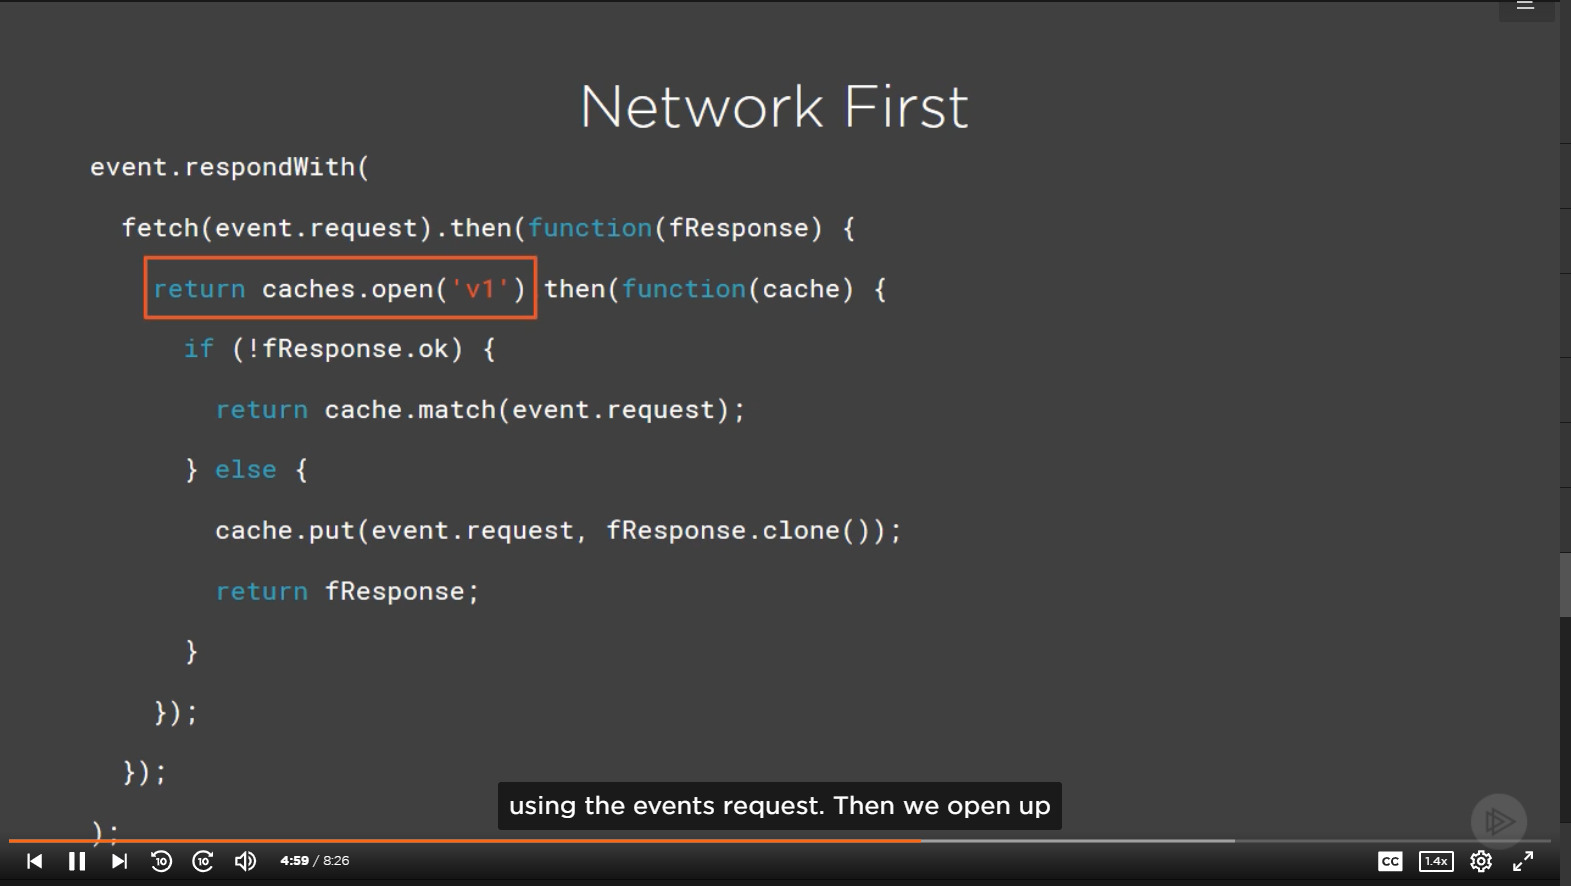 Network First
event.respondWith(
fetch(event.request).then(function(fResponse) {
return caches.open('v1').then(function(cache) {
if (!fResponse.ok) {
return cache.match(event.request);
} else {
cache.put(event.request, fResponse.clone());
return fResponse;
}
});
});
);
using the events request. Then we open up
10 10 4:59 / 8:26 CC 1.4x